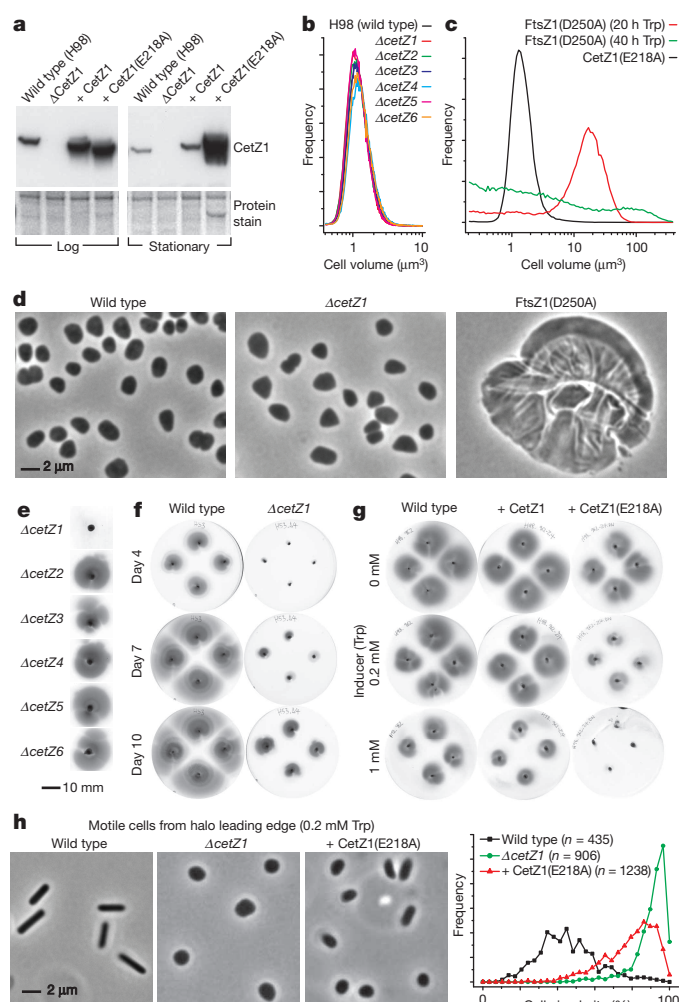 a
Wild type (H98)
ΔCetZ1
+ CetZ1
+ CetZ1(E218A)
Wild type (H98)
ΔCetZ1
+ CetZ1
+ CetZ1(E218A)
CetZ1
Protein
stain
Log
Stationary
b
H98 (wild type)
ΔcetZ1
ΔcetZ2
ΔcetZ3
ΔcetZ4
ΔcetZ5
ΔcetZ6
Frequency
1
10
Cell volume (μm³)
c
FtsZ1(D250A) (20 h Trp)
FtsZ1(D250A) (40 h Trp)
CetZ1(E218A)
Frequency
1
10
100
Cell volume (μm³)
d
Wild type
ΔcetZ1
FtsZ1(D250A)
2 μm
e
ΔcetZ1
ΔcetZ2
ΔcetZ3
ΔcetZ4
ΔcetZ5
ΔcetZ6
10 mm
f
Wild type
ΔcetZ1
Day 4
Day 7
Day 10
g
Wild type
+ CetZ1
+ CetZ1(E218A)
0 mM
Inducer (Trp)
0.2 mM
1 mM
h
Motile cells from halo leading edge (0.2 mM Trp)
Wild type
ΔcetZ1
+ CetZ1(E218A)
2 μm
Wild type (n = 435)
ΔcetZ1 (n = 906)
+ CetZ1(E218A) (n = 1238)
Frequency
0
100